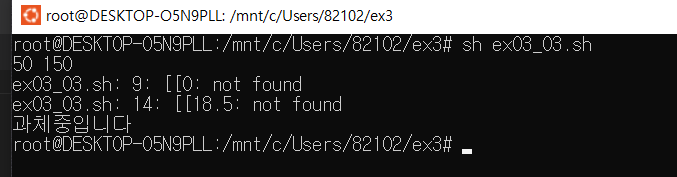 root@DESKTOP-O5N9PLL: /mnt/c/Users/82102/ex3
root@DESKTOP-O5N9PLL:/mnt/c/Users/82102/ex3# sh ex03_03.sh
50 150
ex03_03.sh: 9: [[0: not found
ex03_03.sh: 14: [[18.5: not found
과체중입니다
root@DESKTOP-O5N9PLL:/mnt/c/Users/82102/ex3#